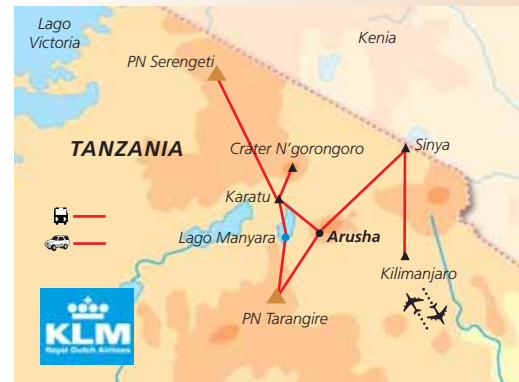 Lago
Victoria
Kenia
PN Serengeti
TANZANIA
Cráter N'gorongoro
Sinya
Karatu
Lago Manyara
Arusha
Kilimanjaro
PN Tarangire
KLM
Royal Dutch Airlines